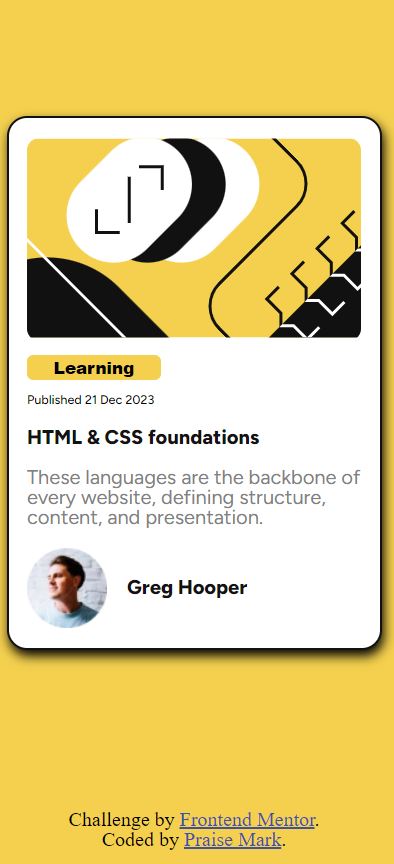 Learning
Published 21 Dec 2023
HTML & CSS foundations
These languages are the backbone of
every website, defining structure,
content, and presentation.
Greg Hooper
Challenge by Frontend Mentor.
Coded by Praise Mark.